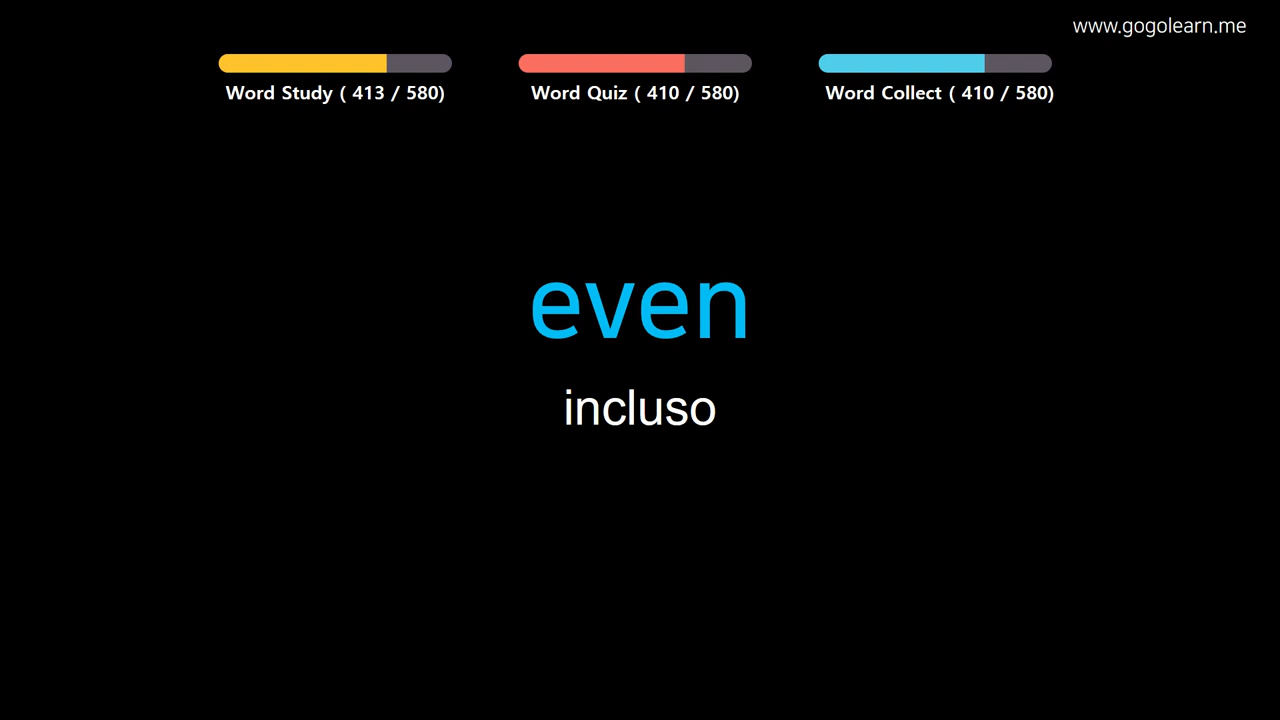 www.gogolearn.me
Word Study ( 413 / 580)
Word Quiz ( 410 / 580)
Word Collect ( 410 / 580)
even
incluso